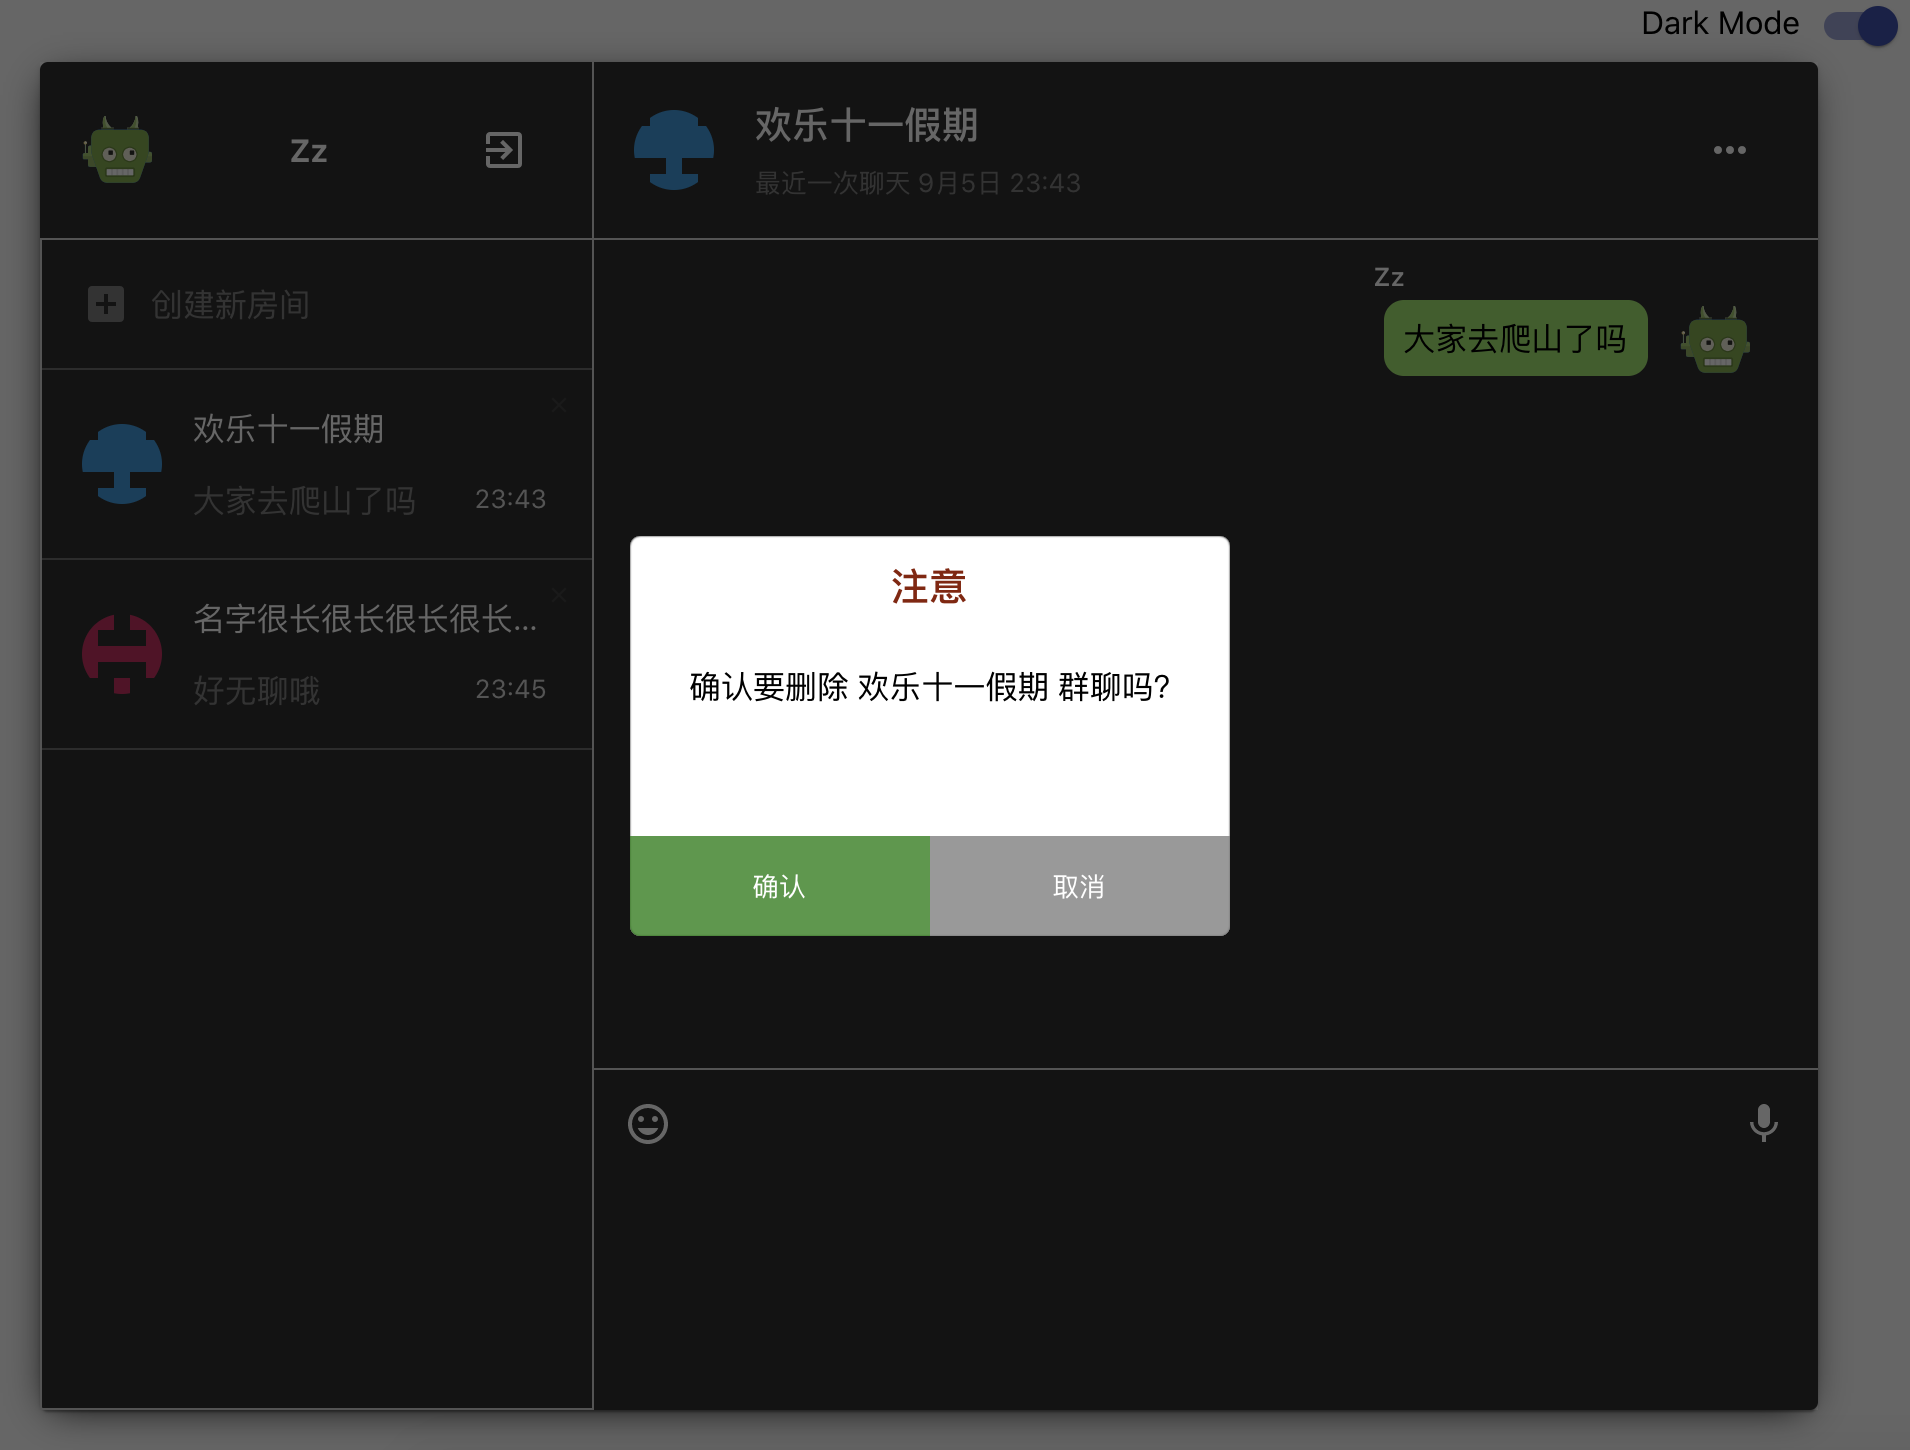 Dark Mode
Zz
欢乐十一假期
最近一次聊天 9月5日 23:43
创建新房间
欢乐十一假期
大家去爬山了吗 23:43
名字很长很长很长很长...
好无聊哦 23:45
Zz
大家去爬山了吗
注意
确认要删除 欢乐十一假期 群聊吗?
确认 取消